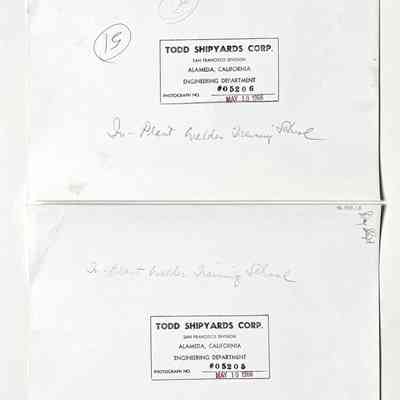 15
TODD SHIPYARDS CORP.
SAN FRANCISCO DIVISION
ALAMEDA, CALIFORNIA
ENGINEERING DEPARTMENT
PHOTOGRAPH NO. #05206
MAY 10 1966
In-Plant Welder Training School
In-Plant Welder Training School
TODD SHIPYARDS CORP.
SAN FRANCISCO DIVISION
ALAMEDA, CALIFORNIA
ENGINEERING DEPARTMENT
PHOTOGRAPH NO. #05205
MAY 10 1966